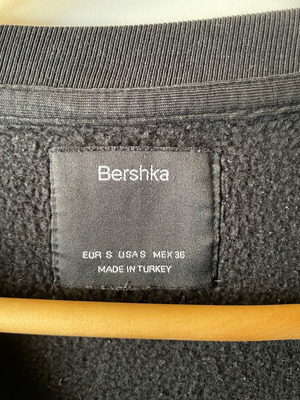 Bershka
EUR S USA S MEX 36
MADE IN TURKEY